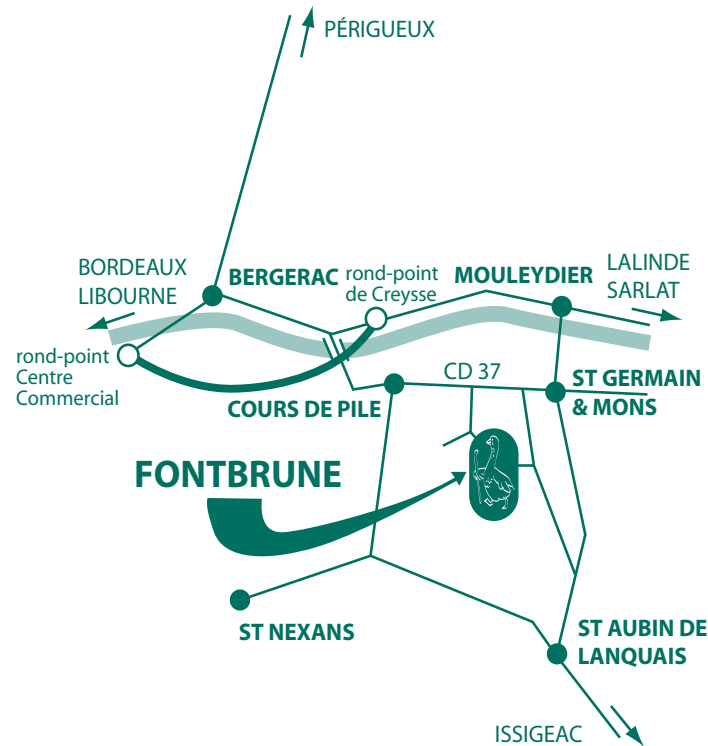 PÉRIGUEUX
BORDEAUX
LIBOURNE
BERGERAC
rond-point
de Creysse
MOULEYDIER
LALINDE
SARLAT
rond-point
Centre
Commercial
COURS DE PILE
CD 37
ST GERMAIN
& MONS
FONTBRUNE
ST NEXANS
ST AUBIN DE
LANQUAIS
ISSIGEAC